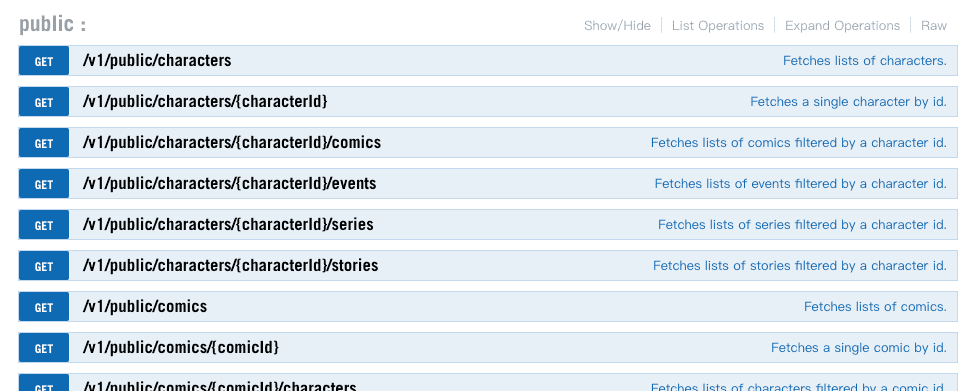 public : Show/Hide List Operations Expand Operations Raw
GET /v1/public/characters Fetches lists of characters.
GET /v1/public/characters/{characterId} Fetches a single character by id.
GET /v1/public/characters/{characterId}/comics Fetches lists of comics filtered by a character id.
GET /v1/public/characters/{characterId}/events Fetches lists of events filtered by a character id.
GET /v1/public/characters/{characterId}/series Fetches lists of series filtered by a character id.
GET /v1/public/characters/{characterId}/stories Fetches lists of stories filtered by a character id.
GET /v1/public/comics Fetches lists of comics.
GET /v1/public/comics/{comicId} Fetches a single comic by id.
GET /v1/public/comics/{comicId}/characters Fetches lists of characters filtered by a comic id.